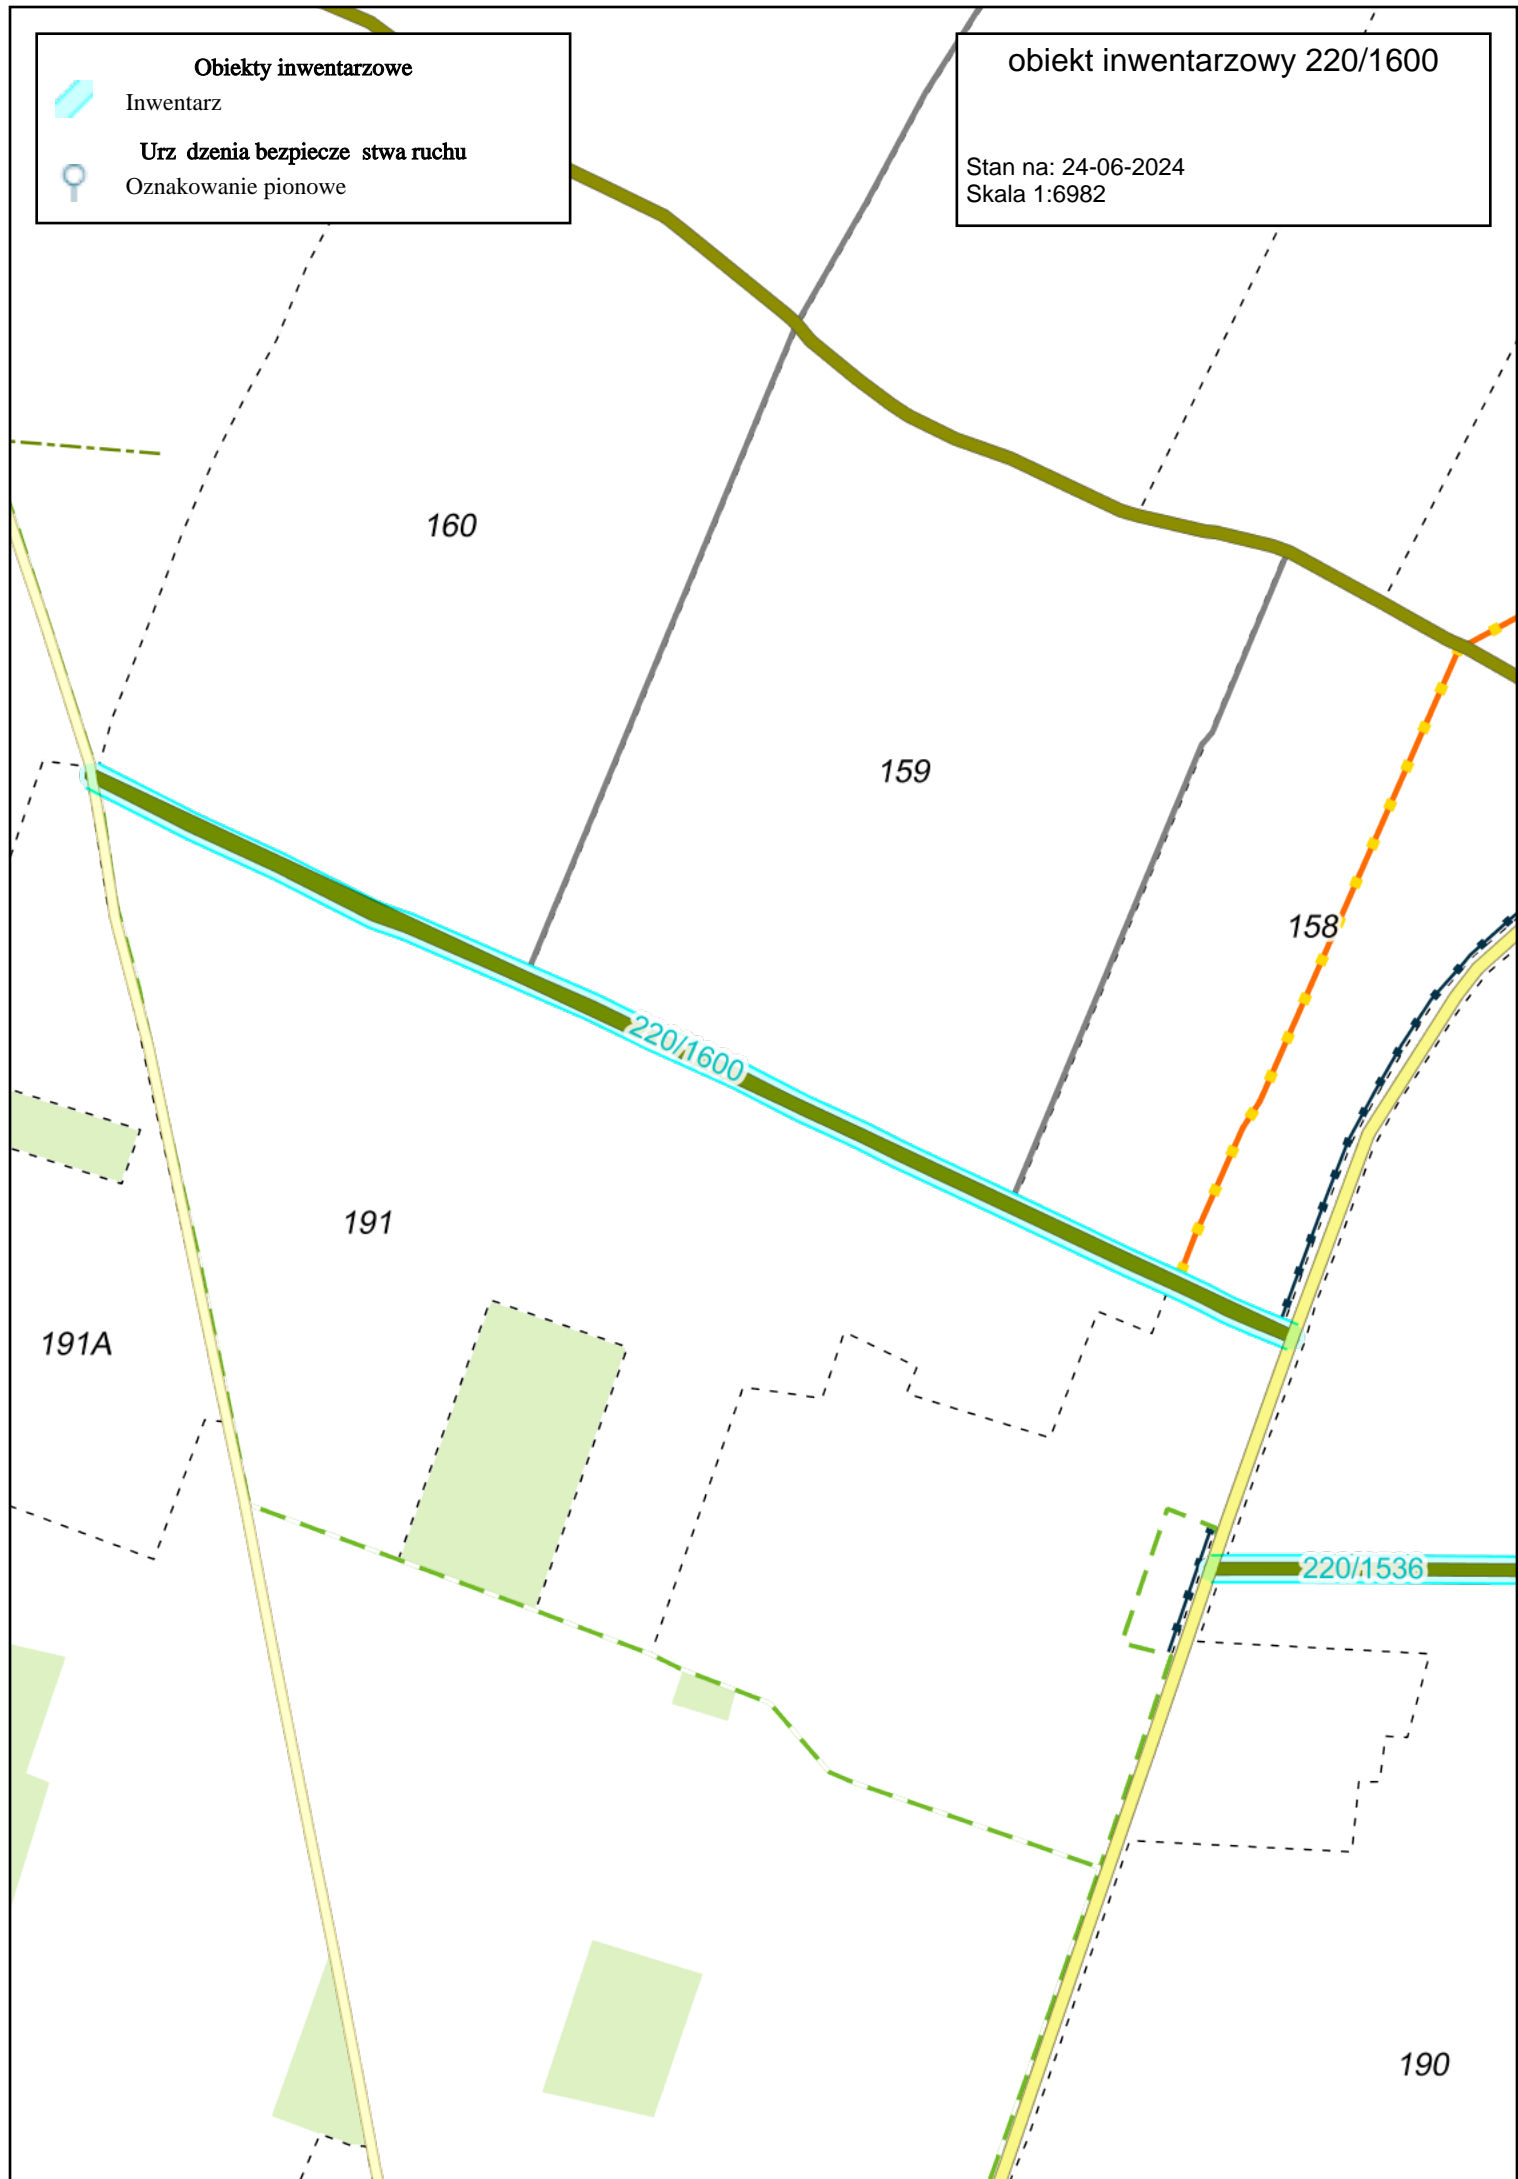 Obiekty inwentarzowe
Inwentarz
Urz dzenia bezpiecze stwa ruchu
Oznakowanie pionowe
obiekt inwentarzowy 220/1600
Stan na: 24-06-2024
Skala 1:6982
160
159
158
220/1600
191
191A
220/1536
190